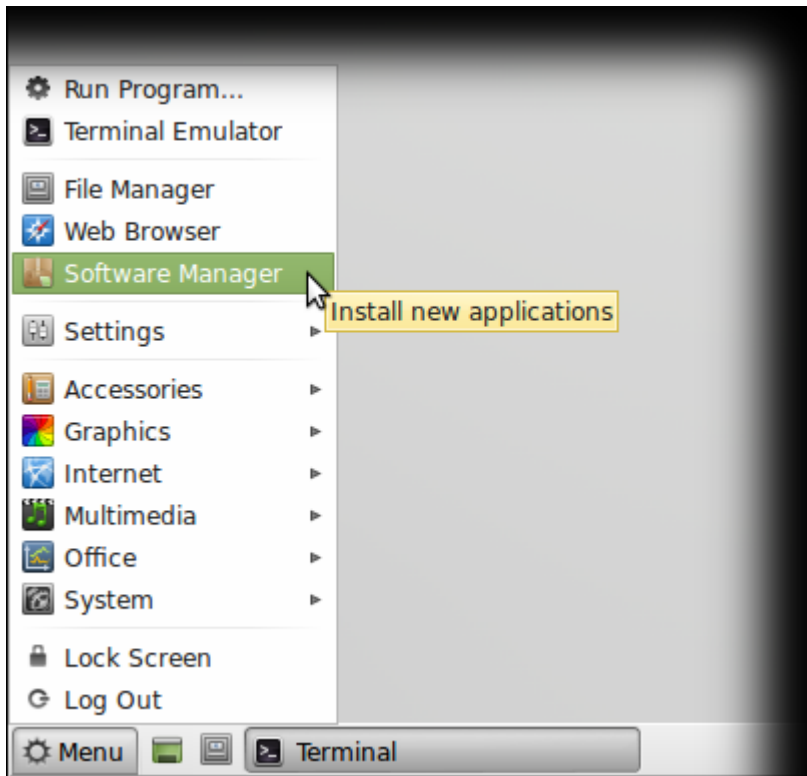 Run Program...
Terminal Emulator
File Manager
Web Browser
Software Manager
Install new applications
Settings
Accessories
Graphics
Internet
Multimedia
Office
System
Lock Screen
Log Out
Menu
Terminal